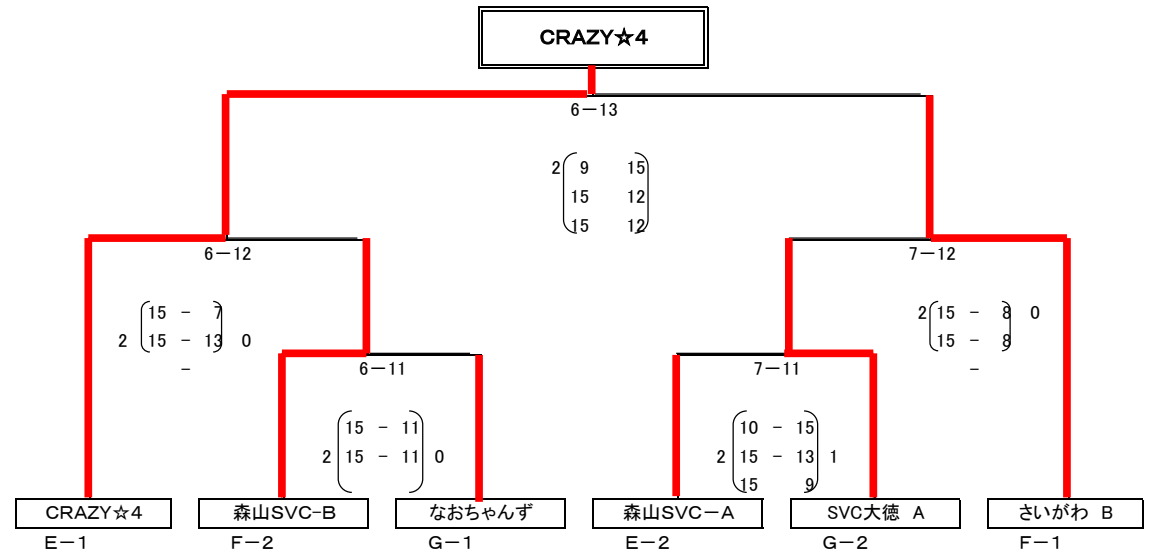 CRAZY☆4
6－13
2 9 15
15 12
15 12
6－12
7－12
15 － 7
2 15 － 13 0
－
2 15 － 8 0
15 － 8
－
6－11
7－11
15 － 11
2 15 － 11 0
10 － 15
2 15 － 13 1
15 9
CRAZY☆4
森山SVC-B
なおちゃんず
森山SVC－A
SVC大徳 A
さいがわ B
E－1
F－2
G－1
E－2
G－2
F－1